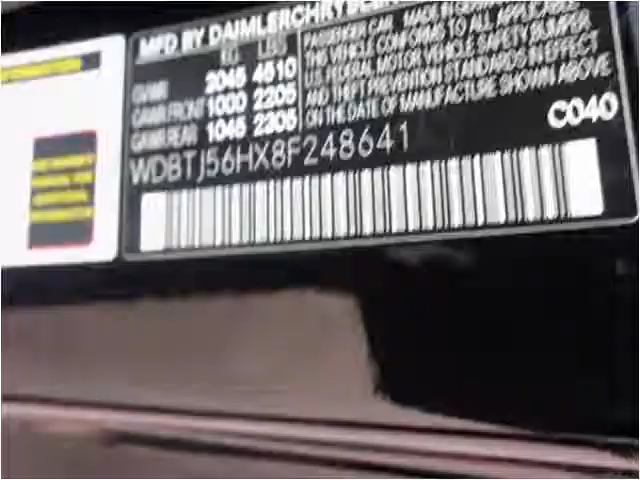 MFD BY DAIMLERCHRYSLER
KG LBS
GVWR 2045 4510
GAWR FRONT 1000 2205
GAWR REAR 1045 2305
PASSENGER CAR. MADE IN
THIS VEHICLE CONFORMS TO ALL APPLICABLE
U.S. FEDERAL MOTOR VEHICLE SAFETY BUMPER
AND THEFT PREVENTION STANDARDS IN EFFECT
ON THE DATE OF MANUFACTURE SHOWN ABOVE
C040
WDBTJ56HX8F248641